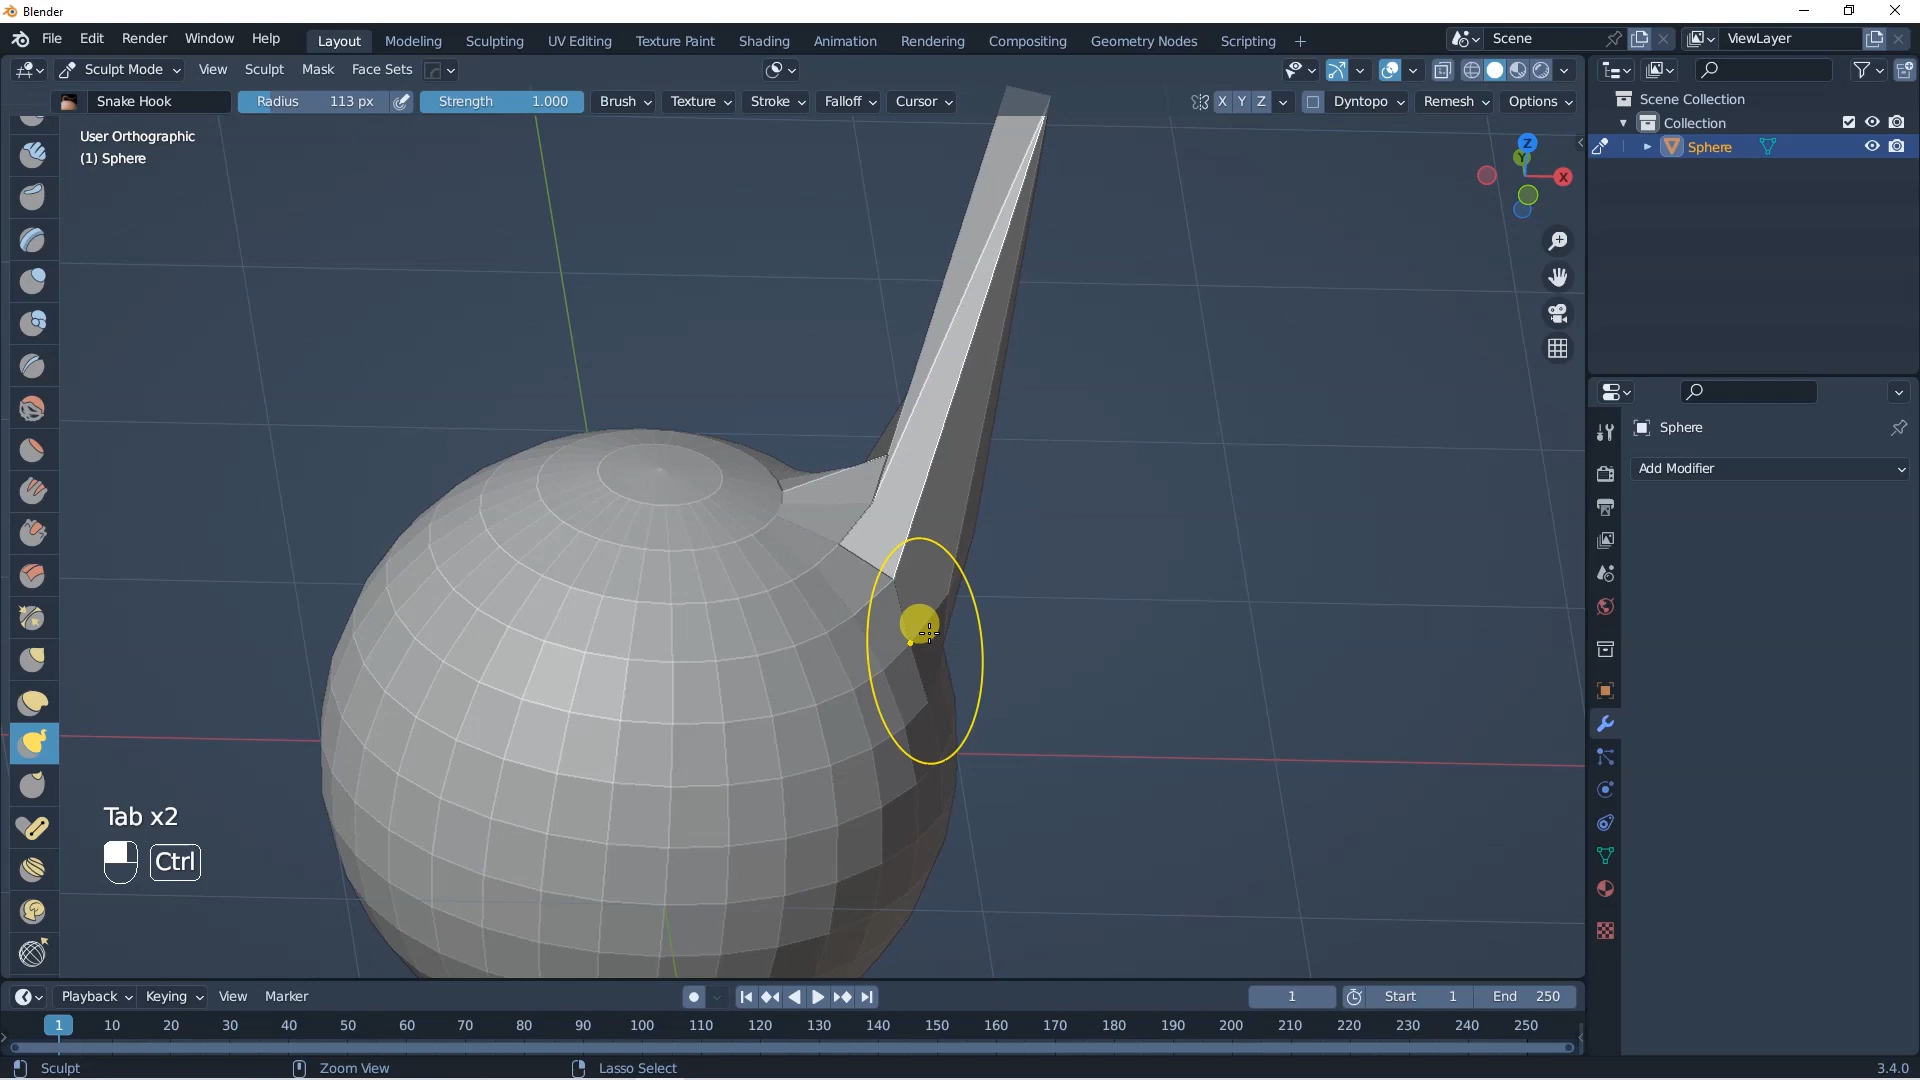 Blender
File Edit Render Window Help
Layout Modeling Sculpting UV Editing Texture Paint Shading Animation Rendering Compositing Geometry Nodes Scripting +
Scene
ViewLayer
Sculpt Mode View Sculpt Mask Face Sets
Snake Hook Radius 113 px Strength 1.000 Brush Texture Stroke Falloff Cursor X Y Z Dyntopo Remesh Options
Scene Collection
Collection
Sphere
User Orthographic
(1) Sphere
Z
Y
X
Sphere
Add Modifier
Tab x2
Ctrl
Playback Keying View Marker 1 Start 1 End 250
1 10 20 30 40 50 60 70 80 90 100 110 120 130 140 150 160 170 180 190 200 210 220 230 240 250
Sculpt Zoom View Lasso Select 3.4.0